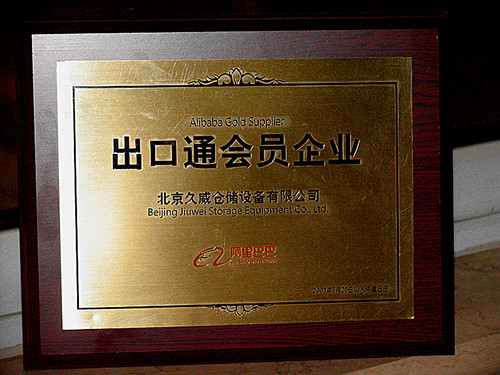 Alibaba Gold Supplier
出口通会员企业
北京久威仓储设备有限公司
Beijing Jiuwei Storage Equipment Co., Ltd.
阿里巴巴